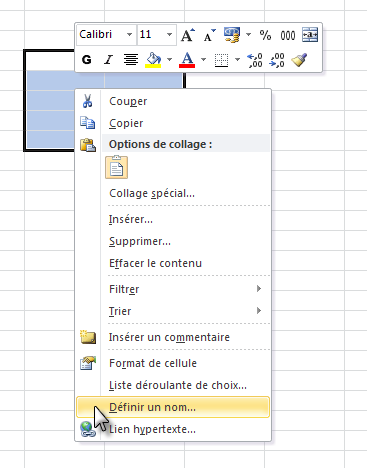 Calibri 11 A A % 000 a
G I A ,00 ,00
Couper
Copier
Options de collage :
Collage spécial...
Insérer...
Supprimer...
Effacer le contenu
Filtrer
Trier
Insérer un commentaire
Format de cellule
Liste déroulante de choix...
Définir un nom...
Lien hypertexte...